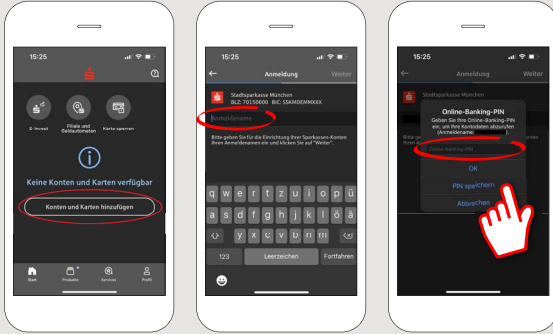 15:25
S-Invest
Filiale und
Geldautomaten
Karte sperren
Keine Konten und Karten verfügbar
Konten und Karten hinzufügen
Start
Produkte
Services
Profil
15:25
Anmeldung
Weiter
Stadtsparkasse München
BLZ: 70150000 BIC: SSKMDEMMXXX
Anmeldename
Bitte geben Sie für die Einrichtung Ihrer Sparkassen-Konten
Ihren Anmeldenamen ein und klicken Sie auf "Weiter".
q w e r t z u i o p ü
a s d f g h j k l ö ä
y x c v b n m
123
Leerzeichen
Fortfahren
15:25
Anmeldung
Weiter
Stadtsparkasse München
Online-Banking-PIN
Geben Sie Ihre Online-Banking-PIN
ein, um Ihre Kontodaten abzurufen
(Anmeldename:
).
Online-Banking-PIN
OK
PIN speichern
Abbrechen